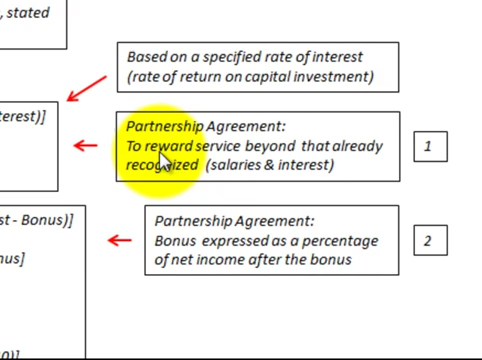 , stated
Based on a specified rate of interest
(rate of return on capital investment)
terest)]
Partnership Agreement:
To reward service beyond that already
recognized (salaries & interest)
1
st - Bonus)]
Partnership Agreement:
Bonus expressed as a percentage
of net income after the bonus
2
nus]
0)]